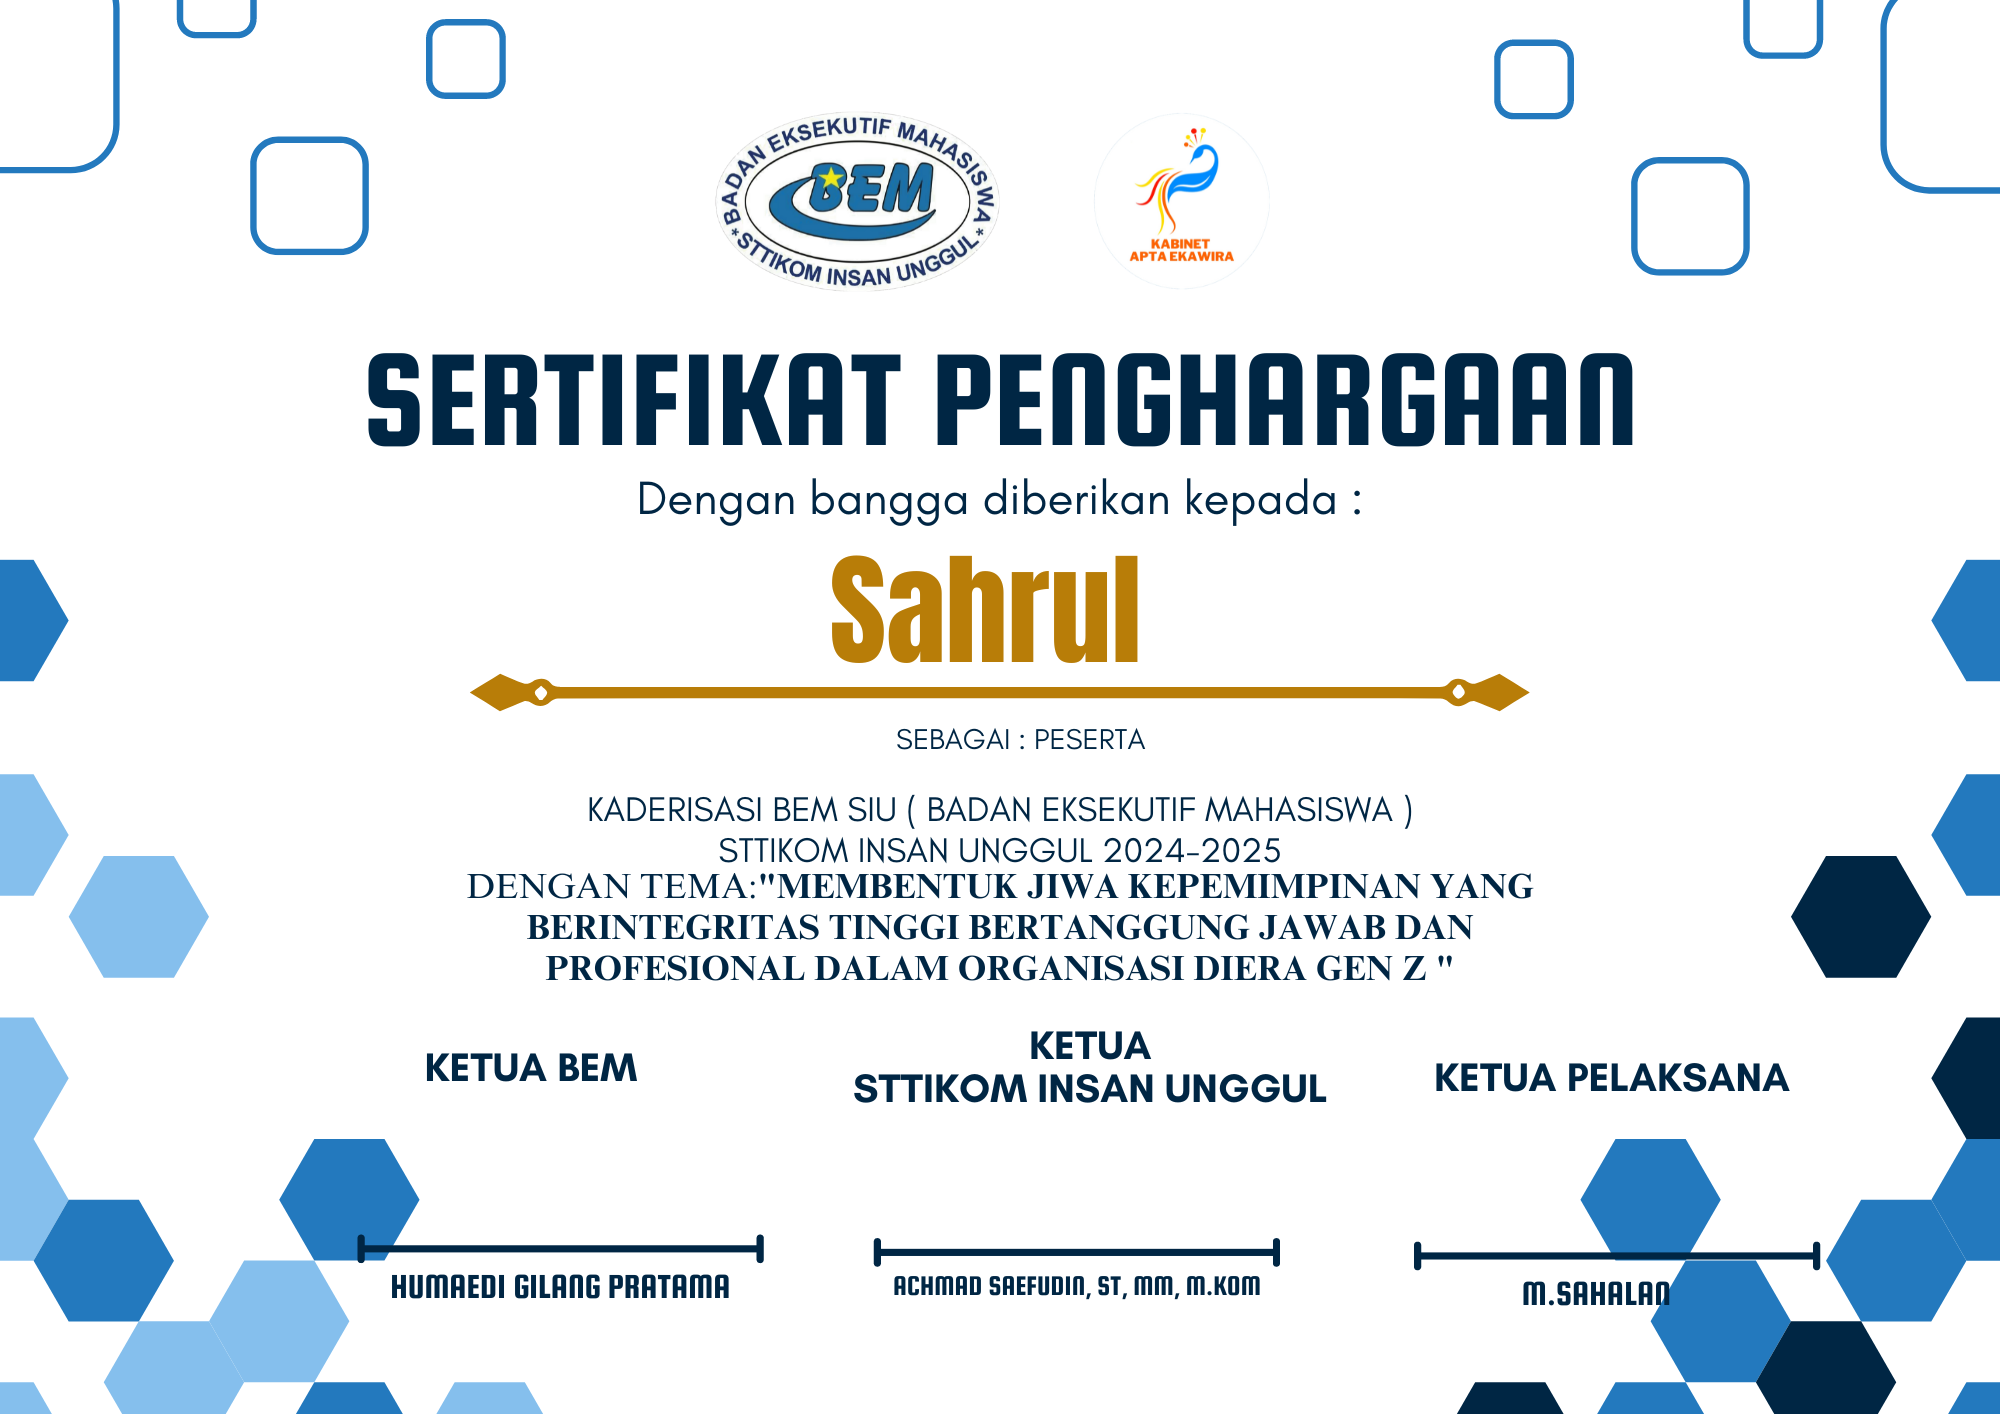 BADAN EKSEKUTIF MAHASISWA
BEM
* STTIKOM INSAN UNGGUL *
KABINET
APTA EKAWIRA
SERTIFIKAT PENGHARGAAN
Dengan bangga diberikan kepada :
Sahrul
SEBAGAI : PESERTA
KADERISASI BEM SIU ( BADAN EKSEKUTIF MAHASISWA )
STTIKOM INSAN UNGGUL 2024-2025
DENGAN TEMA:"MEMBENTUK JIWA KEPEMIMPINAN YANG
BERINTEGRITAS TINGGI BERTANGGUNG JAWAB DAN
PROFESIONAL DALAM ORGANISASI DIERA GEN Z "
KETUA BEM
KETUA
STTIKOM INSAN UNGGUL
KETUA PELAKSANA
HUMAEDI GILANG PRATAMA
ACHMAD SAEFUDIN, ST, MM, M.KOM
M.SAHALAN